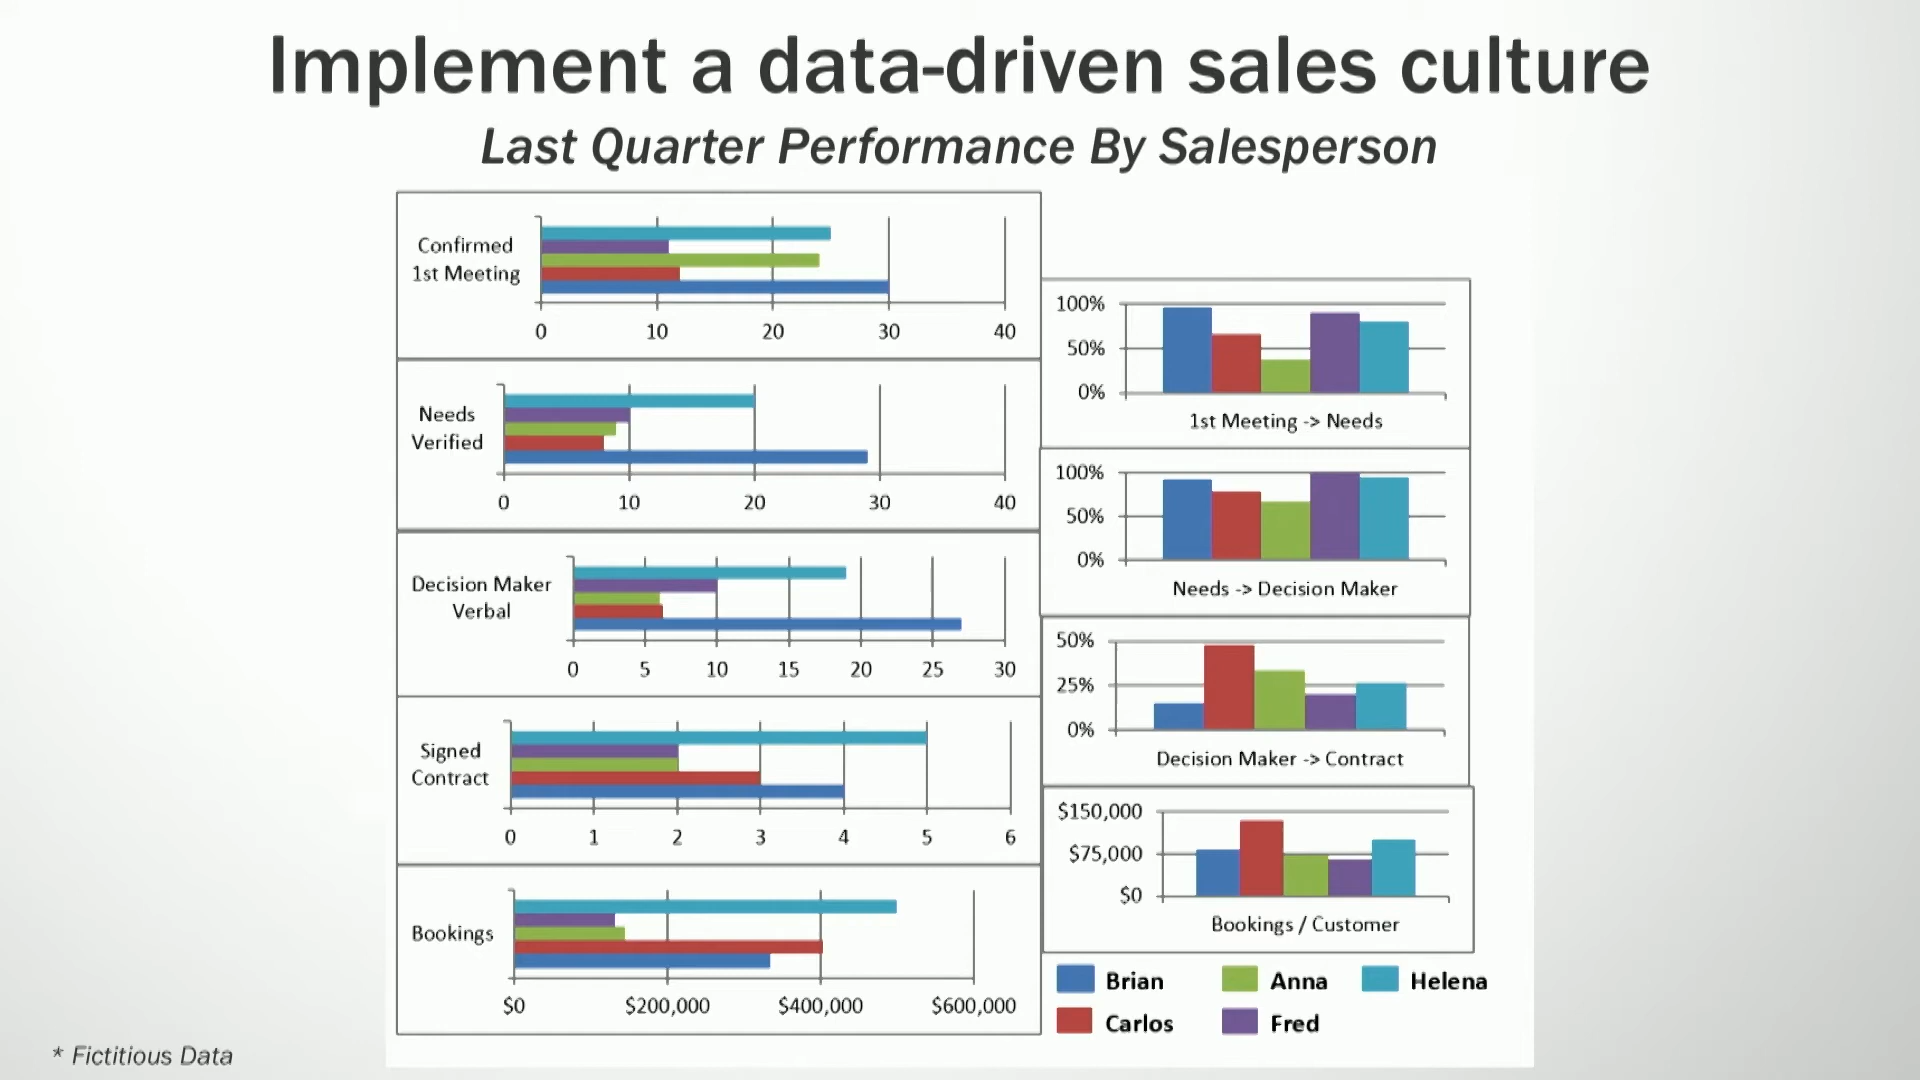 Implement a data-driven sales culture
Last Quarter Performance By Salesperson
Confirmed
1st Meeting
0 10 20 30 40
Needs
Verified
0 10 20 30 40
Decision Maker
Verbal
0 5 10 15 20 25 30
Signed
Contract
0 1 2 3 4 5 6
Bookings
$0 $200,000 $400,000 $600,000
100%
50%
0%
1st Meeting -> Needs
100%
50%
0%
Needs -> Decision Maker
50%
25%
0%
Decision Maker -> Contract
$150,000
$75,000
$0
Bookings / Customer
Brian Anna Helena
Carlos Fred
* Fictitious Data